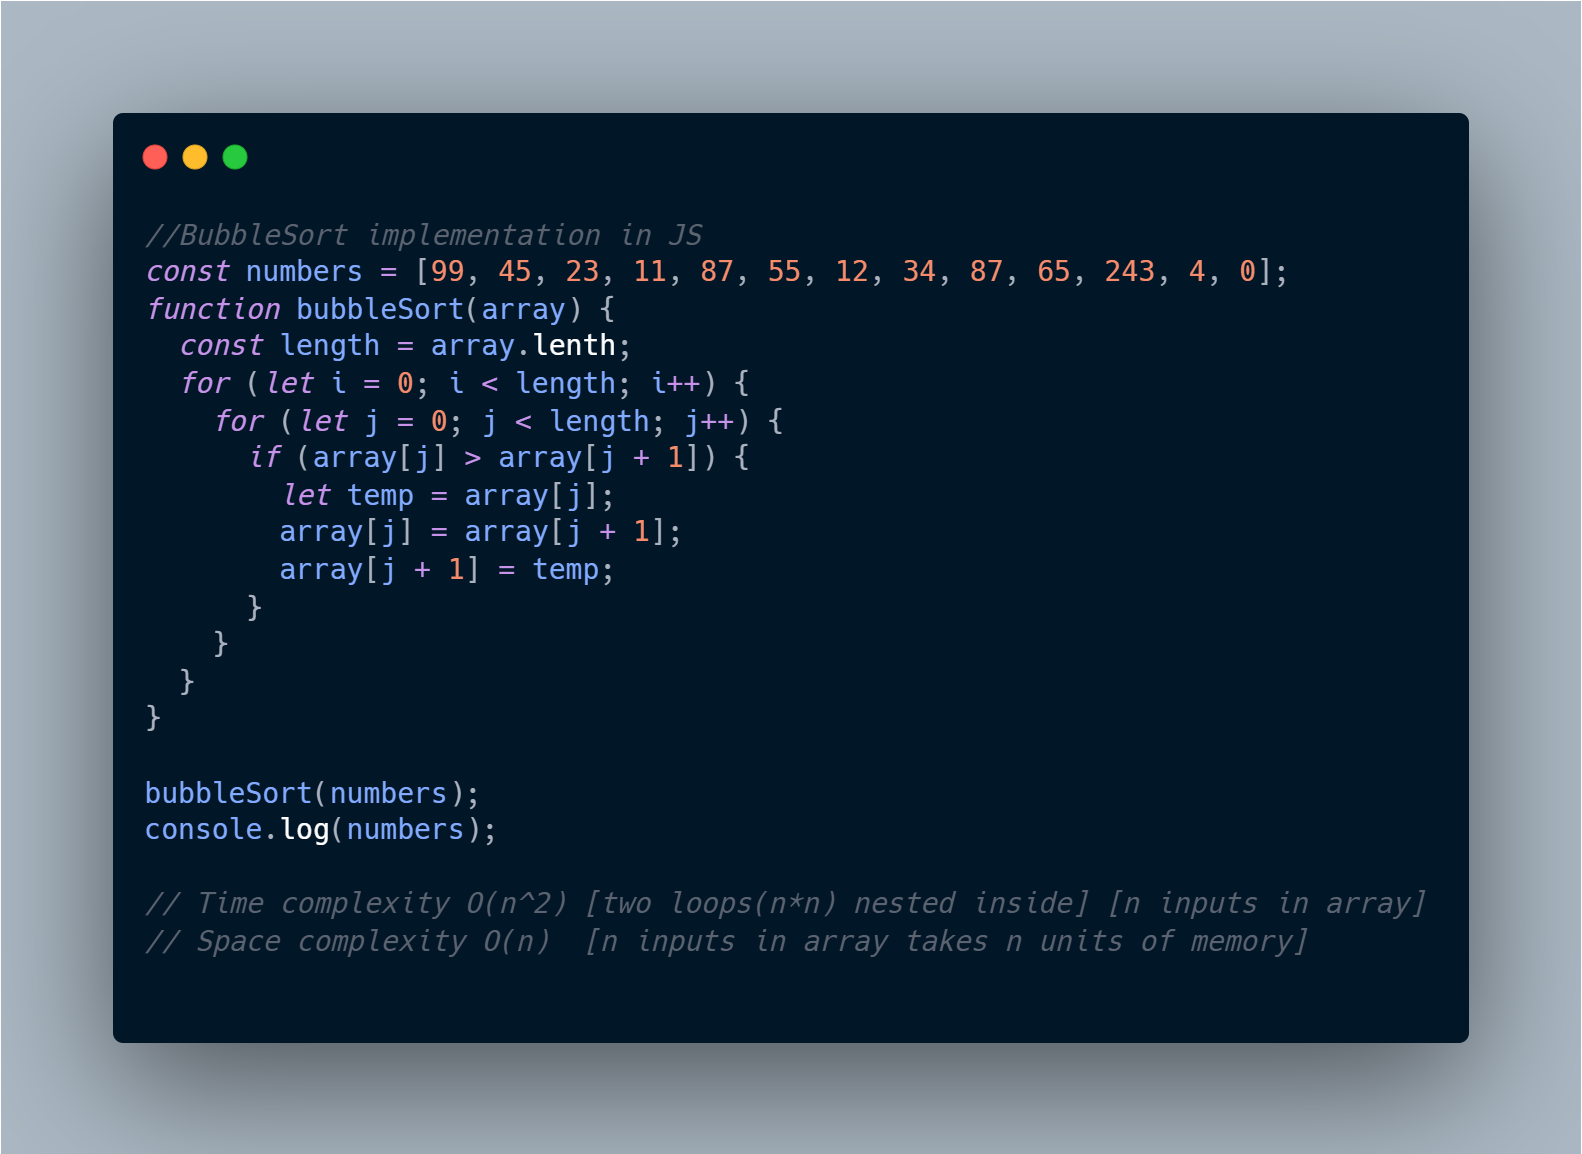 //BubbleSort implementation in JS
const numbers = [99, 45, 23, 11, 87, 55, 12, 34, 87, 65, 243, 4, 0];
function bubbleSort(array) {
  const length = array.lenth;
  for (let i = 0; i < length; i++) {
    for (let j = 0; j < length; j++) {
      if (array[j] > array[j + 1]) {
        let temp = array[j];
        array[j] = array[j + 1];
        array[j + 1] = temp;
      }
    }
  }
}

bubbleSort(numbers);
console.log(numbers);

// Time complexity O(n^2) [two loops(n*n) nested inside] [n inputs in array]
// Space complexity O(n)  [n inputs in array takes n units of memory]